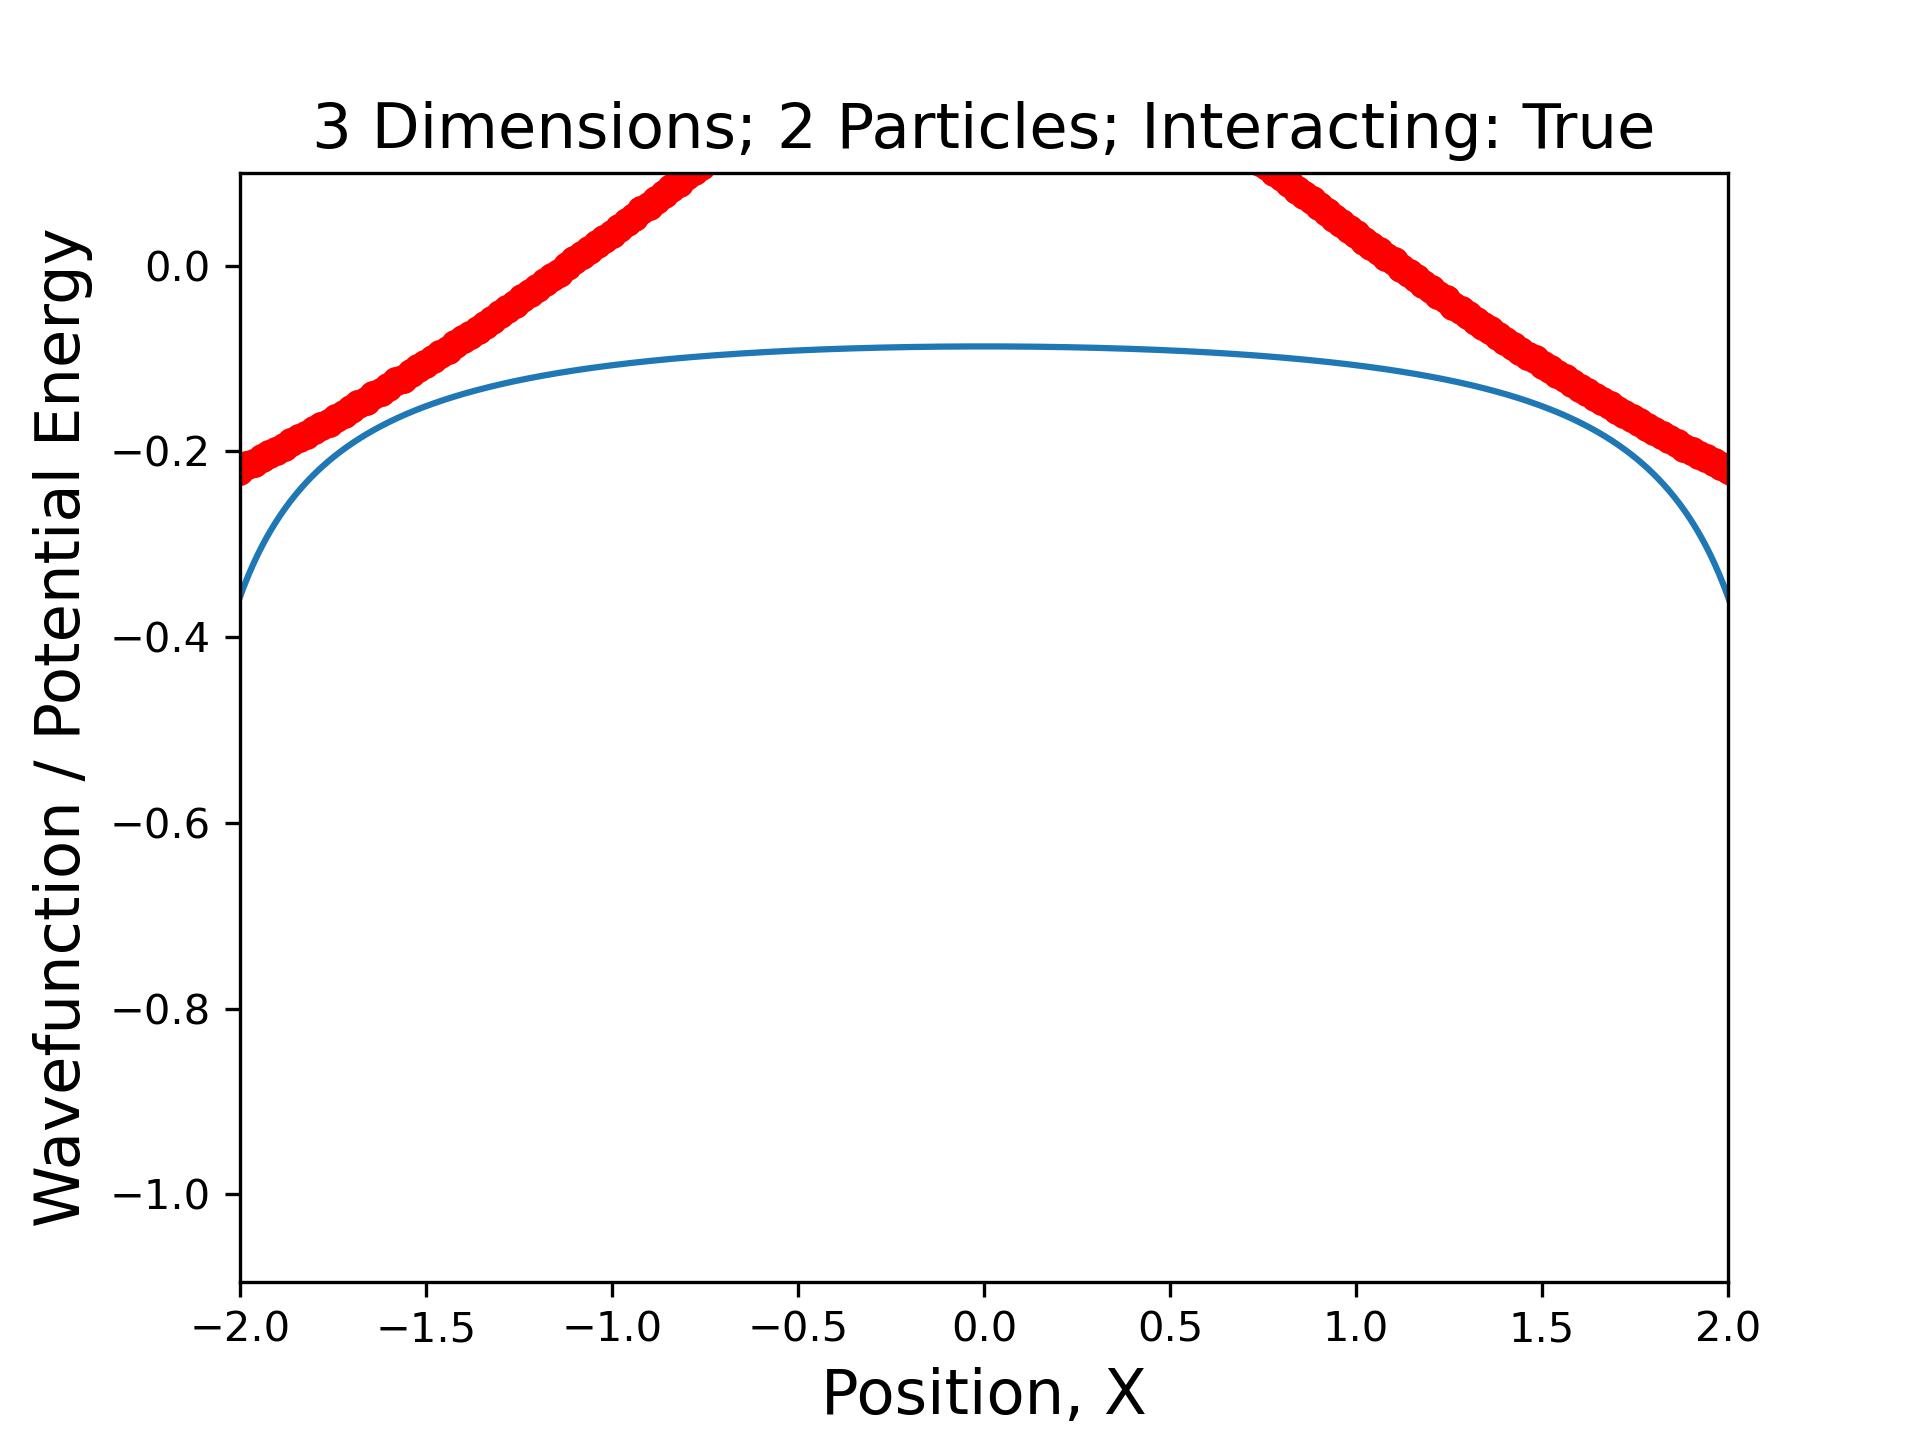 3 Dimensions; 2 Particles; Interacting: True
Wavefunction / Potential Energy
0.0
−0.2
−0.4
−0.6
−0.8
−1.0
−2.0 −1.5 −1.0 −0.5 0.0 0.5 1.0 1.5 2.0
Position, X